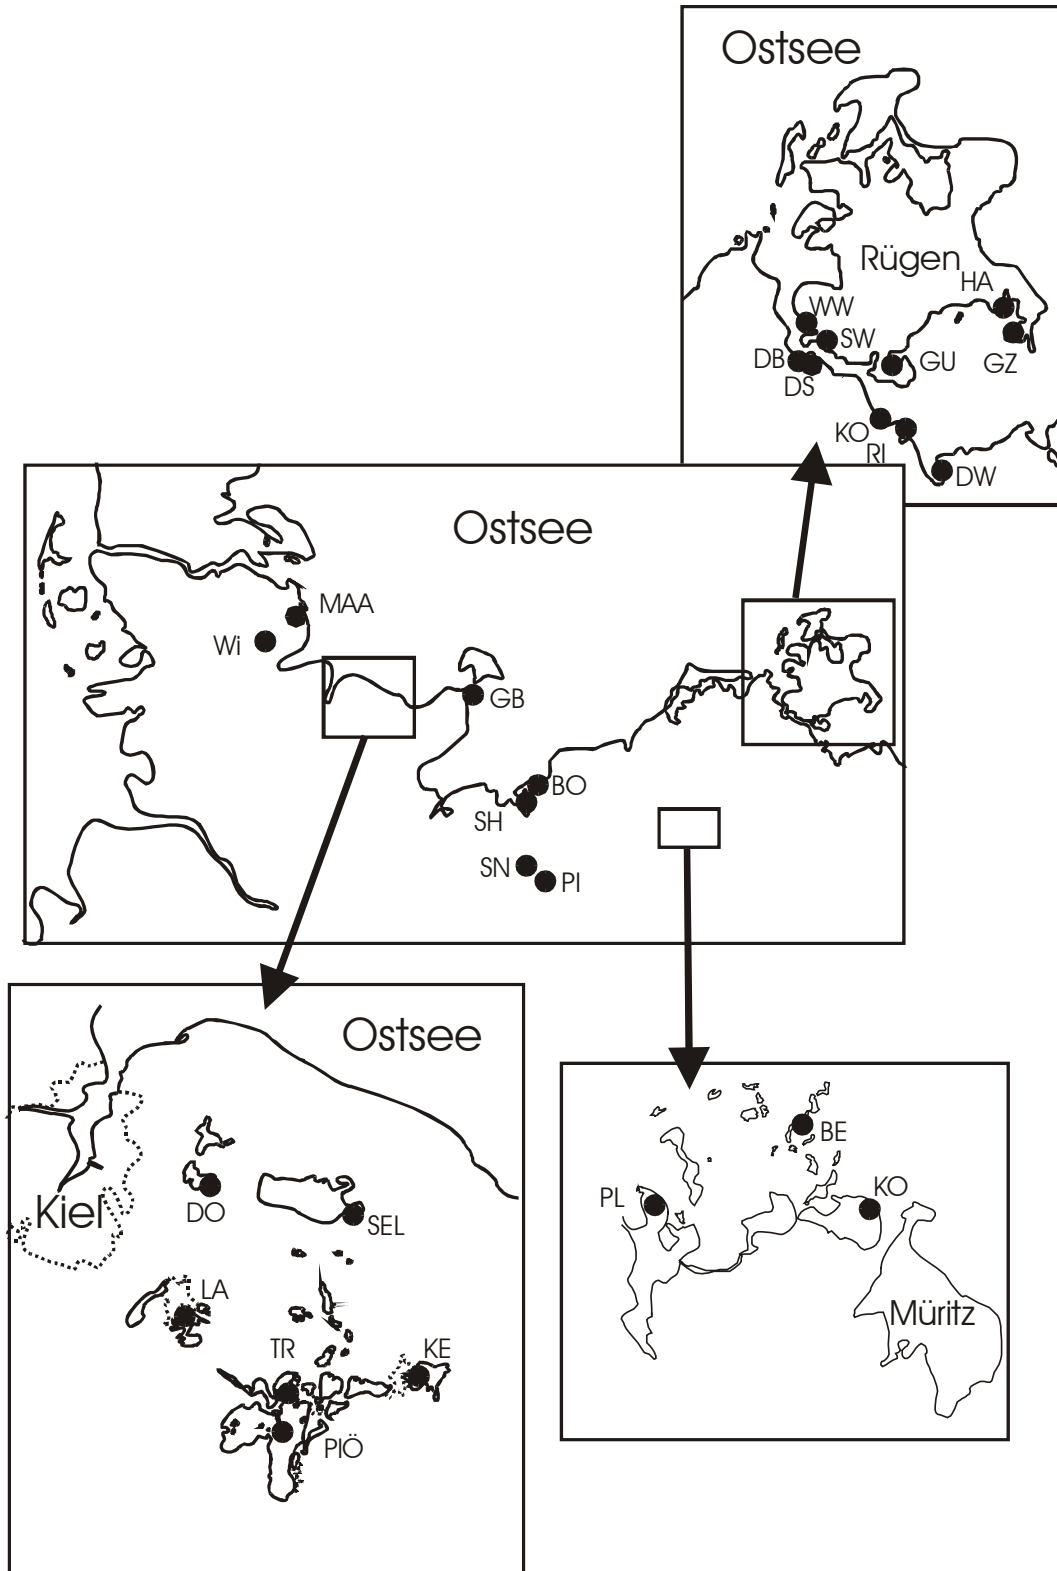 Ostsee
Rügen
HA
WW
SW
DB
DS
GU
GZ
KO
RI
DW
Ostsee
MAA
Wi
GB
BO
SH
SN
PI
Ostsee
Kiel
DO
SEL
LA
TR
KE
PIÖ
BE
PL
KO
Müritz